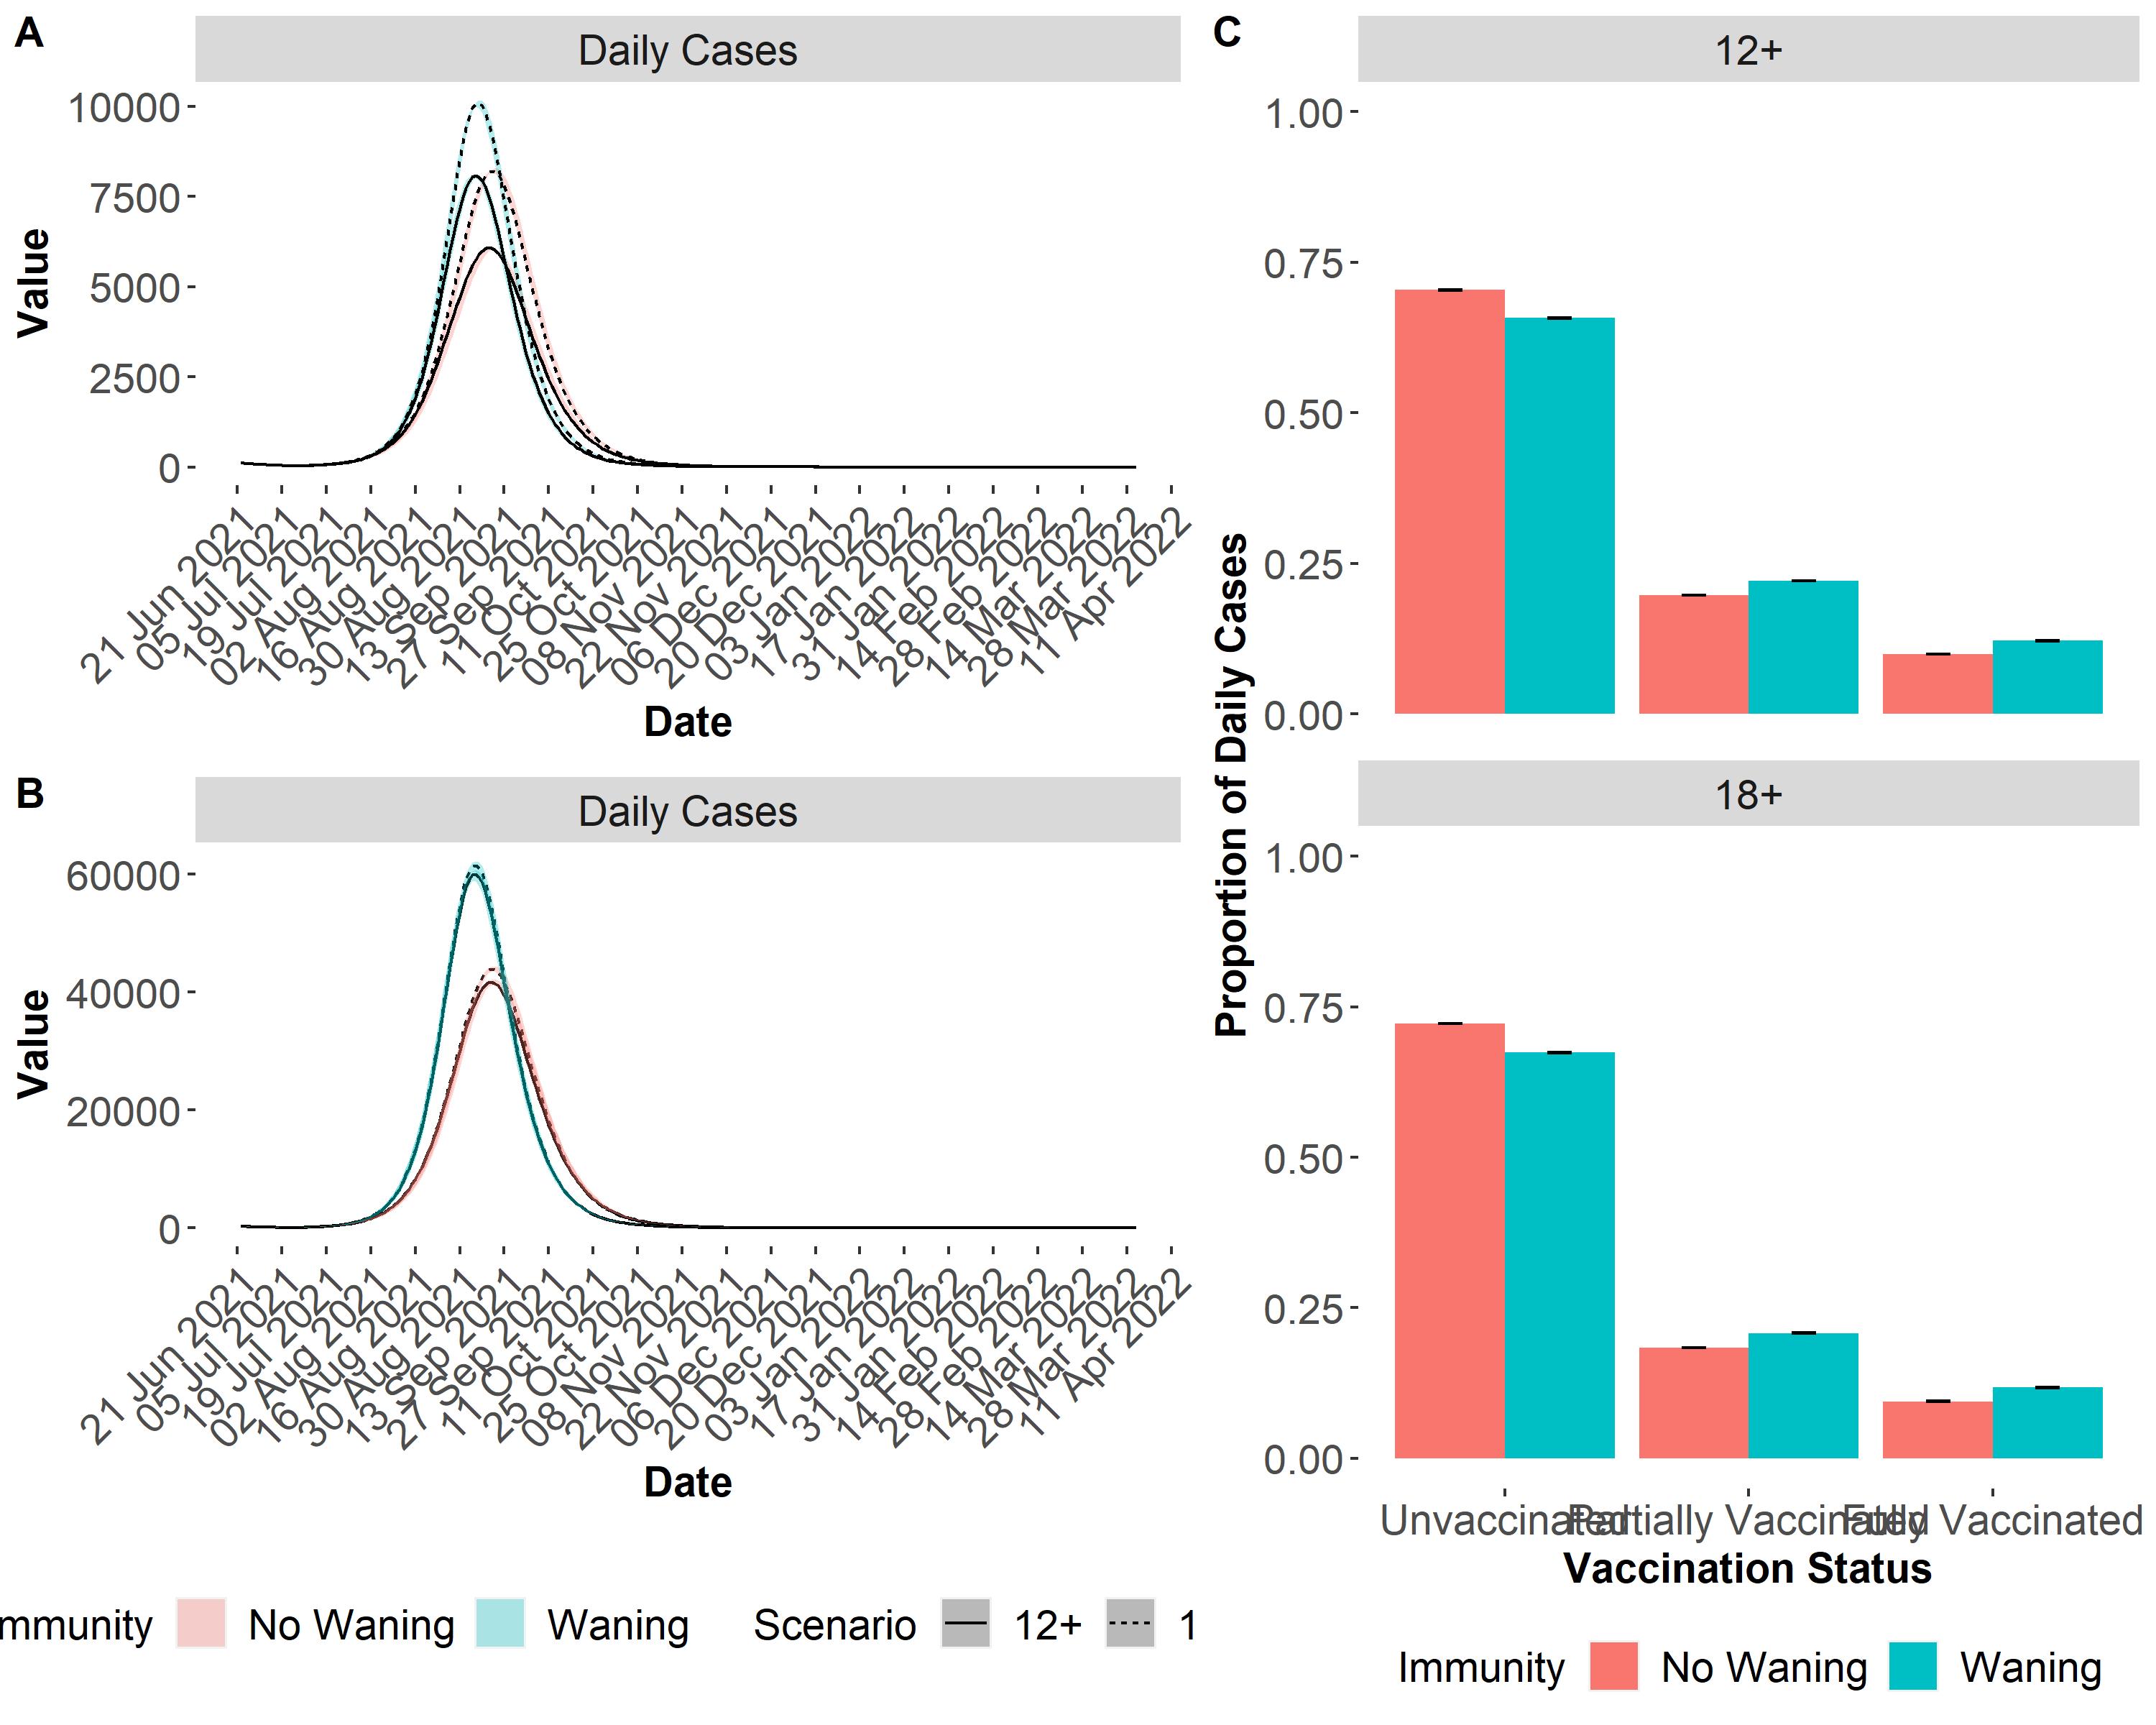 A
Daily Cases
10000
7500
5000
2500
0
Value
21 Jun 2021
05 Jul 2021
19 Jul 2021
02 Aug 2021
16 Aug 2021
30 Aug 2021
13 Sep 2021
27 Sep 2021
11 Oct 2021
25 Oct 2021
08 Nov 2021
22 Nov 2021
06 Dec 2021
20 Dec 2021
03 Jan 2022
17 Jan 2022
31 Jan 2022
14 Feb 2022
28 Feb 2022
14 Mar 2022
28 Mar 2022
11 Apr 2022
Date
B
Daily Cases
60000
40000
20000
0
Value
21 Jun 2021
05 Jul 2021
19 Jul 2021
02 Aug 2021
16 Aug 2021
30 Aug 2021
13 Sep 2021
27 Sep 2021
11 Oct 2021
25 Oct 2021
08 Nov 2021
22 Nov 2021
06 Dec 2021
20 Dec 2021
03 Jan 2022
17 Jan 2022
31 Jan 2022
14 Feb 2022
28 Feb 2022
14 Mar 2022
28 Mar 2022
11 Apr 2022
Date
mmunity No Waning Waning Scenario 12+ 1
C
12+
1.00
0.75
0.50
0.25
0.00
Proportion of Daily Cases
18+
1.00
0.75
0.50
0.25
0.00
Unvaccinated Partially Vaccinated Fully Vaccinated
Vaccination Status
Immunity No Waning Waning